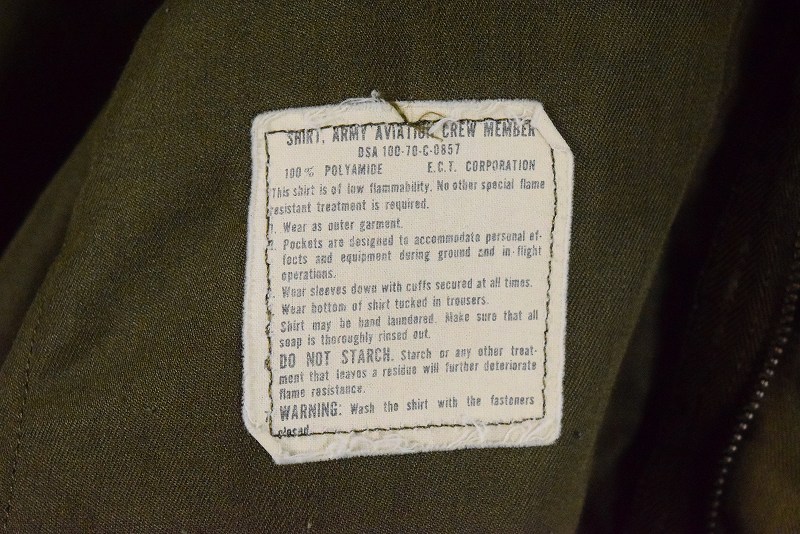 SHIRT, ARMY AVIATION CREW MEMBER
DSA 100-70-C-0857
100% POLYAMIDE E.C.T. CORPORATION
This shirt is of low flammability. No other special flame
resistant treatment is required.
1. Wear as outer garment.
2. Pockets are designed to accommodate personal ef-
fects and equipment during ground and in-flight
operations.
Wear sleeves down with cuffs secured at all times.
Wear bottom of shirt tucked in trousers.
Shirt may be hand laundered. Make sure that all
soap is thoroughly rinsed out.
DO NOT STARCH. Starch or any other treat-
ment that leaves a residue will further deteriorate
flame resistance.
WARNING: Wash the shirt with the fasteners
closed.